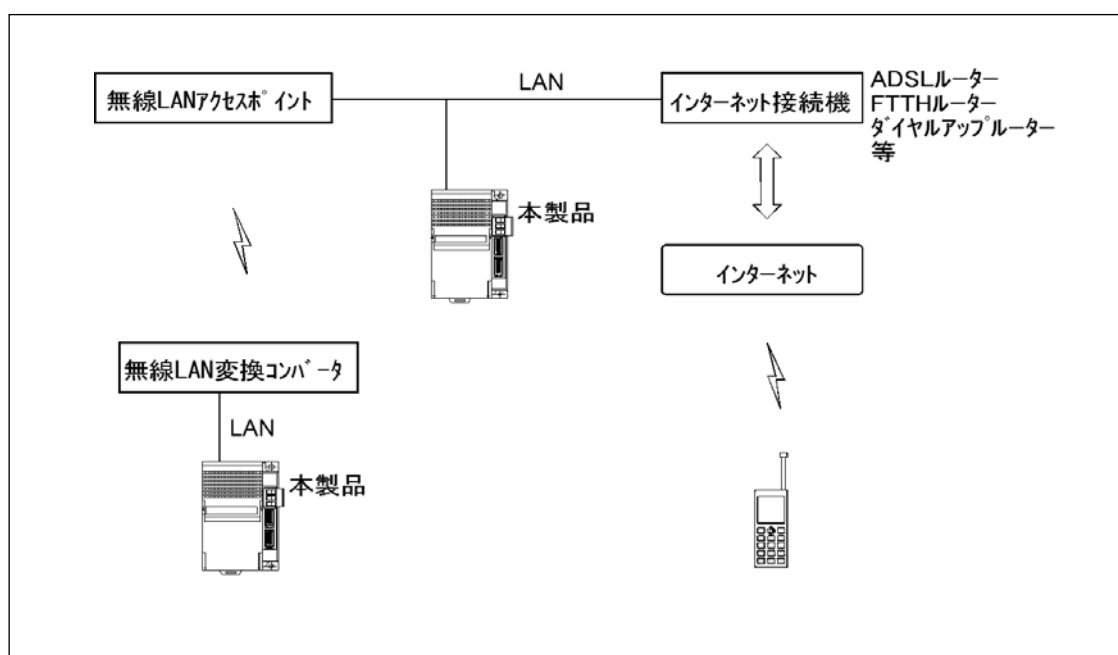 無線LANアクセスポイント
LAN
インターネット接続機
ADSLルーター
FTTHルーター
ダイヤルアップルーター
等
本製品
インターネット
無線LAN変換コンバータ
LAN
本製品